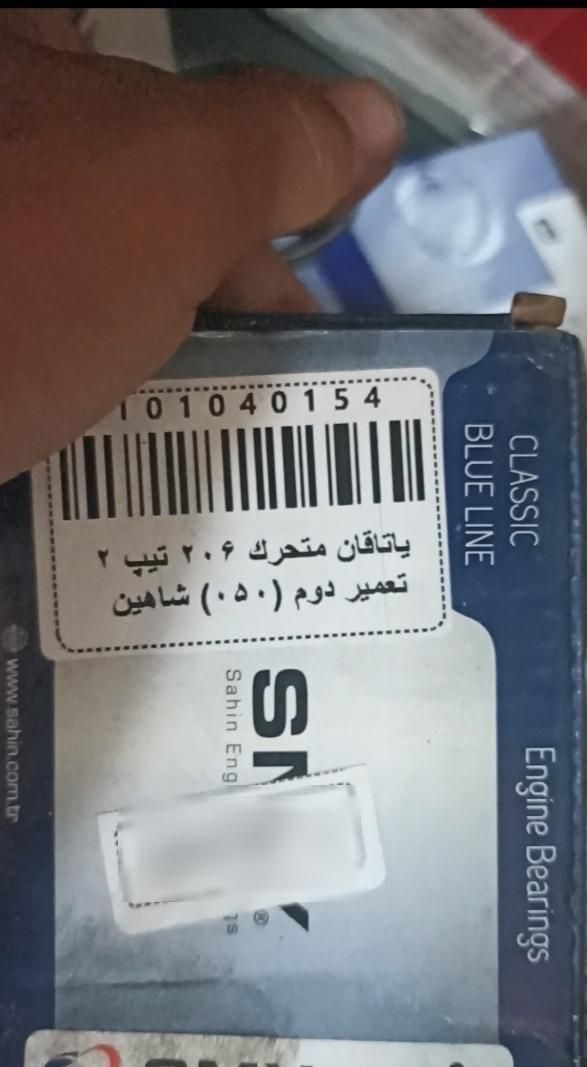 101040154
یاتاقان متحرک ۲۰۶ تیپ ۲
تعمیر دوم (۰۵۰) شاهین
CLASSIC
BLUE LINE
Engine Bearings
Sahin Eng
®
www.sahin.com.tr